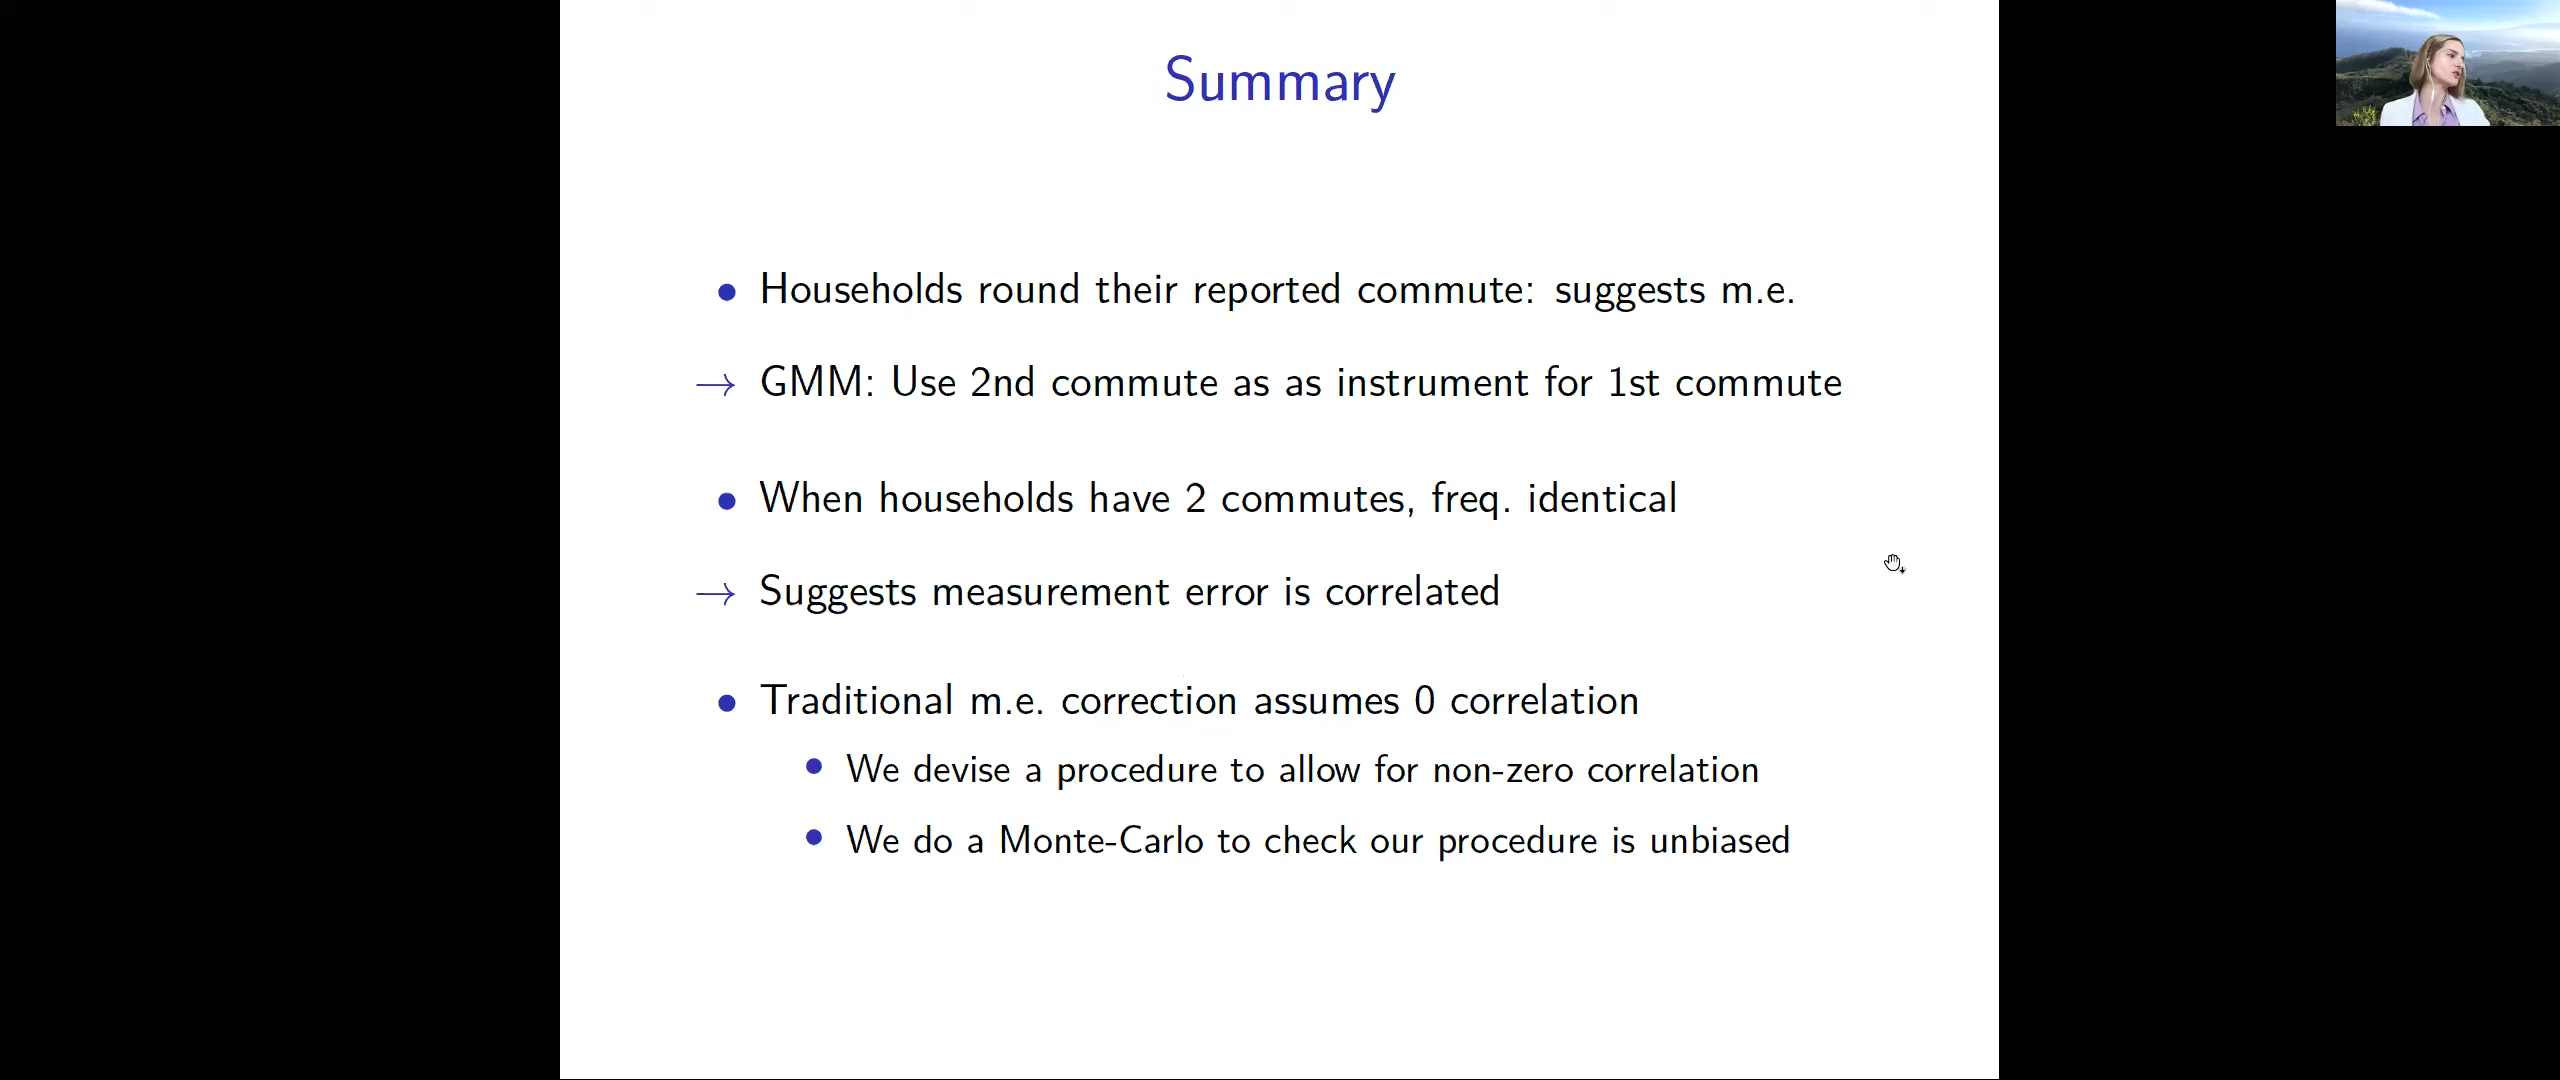 Summary
• Households round their reported commute: suggests m.e.
→ GMM: Use 2nd commute as as instrument for 1st commute
• When households have 2 commutes, freq. identical
→ Suggests measurement error is correlated
• Traditional m.e. correction assumes 0 correlation
• We devise a procedure to allow for non-zero correlation
• We do a Monte-Carlo to check our procedure is unbiased